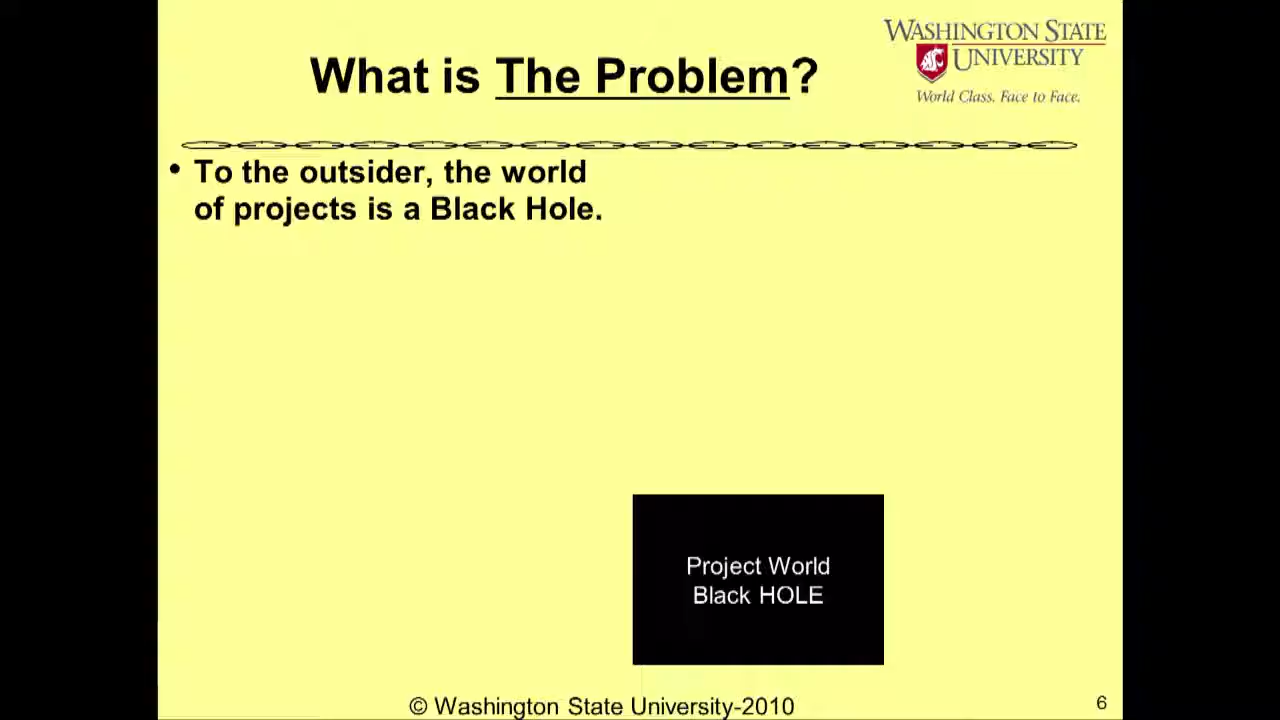 WASHINGTON STATE
UNIVERSITY
World Class. Face to Face.
What is The Problem?
• To the outsider, the world
of projects is a Black Hole.
Project World
Black HOLE
© Washington State University-2010
6